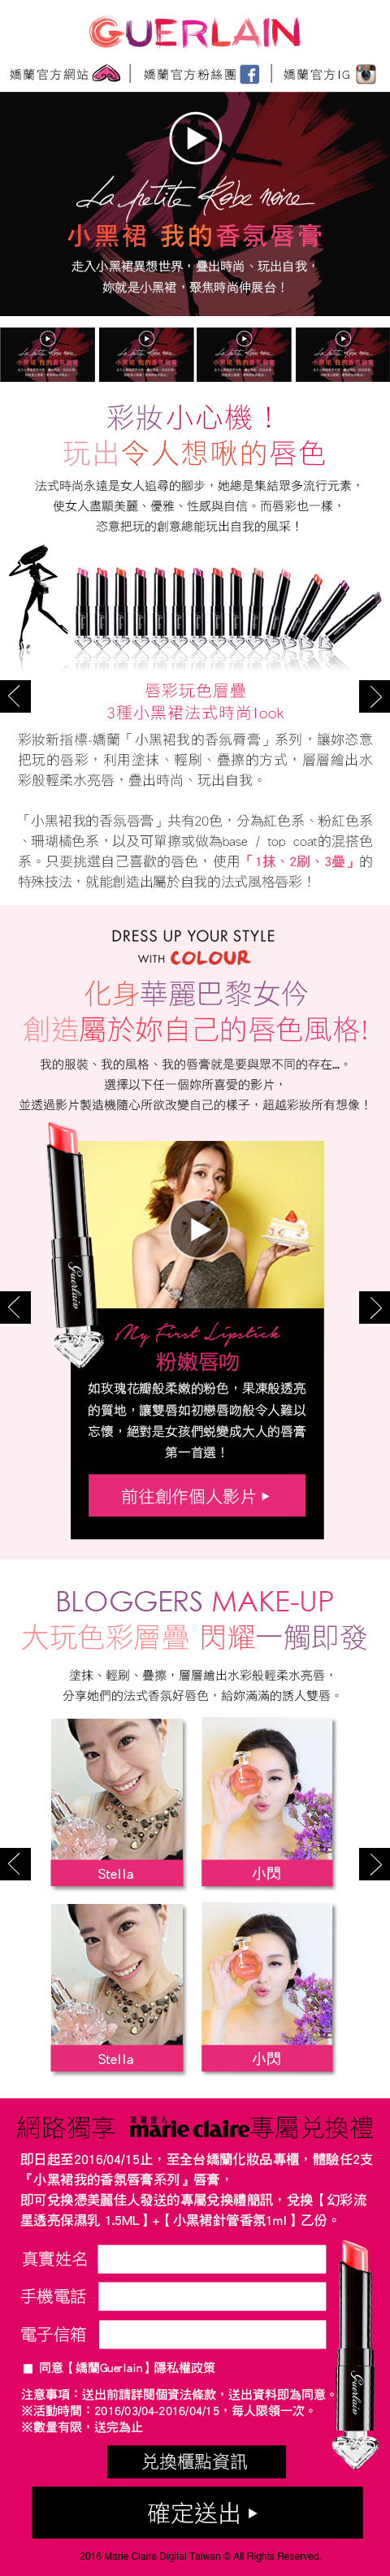 GUERLAIN
嬌蘭官方網站
嬌蘭官方粉絲團
嬌蘭官方IG
La petite Robe noire
小黑裙 我的香氛唇膏
走入小黑裙異想世界,疊出時尚、玩出自我,
妳就是小黑裙,聚焦時尚伸展台!
彩妝小心機!
玩出令人想啾的唇色
法式時尚永遠是女人追尋的腳步,她總是集結眾多流行元素,
使女人盡顯美麗、優雅、性感與自信。而唇彩也一樣,
恣意把玩的創意總能玩出自我的風采!
唇彩玩色層疊
3種小黑裙法式時尚look
彩妝新指標-嬌蘭「小黑裙我的香氛唇膏」系列,讓妳恣意
把玩的唇彩,利用塗抹、輕刷、疊擦的方式,層層繪出水
彩般輕柔水亮唇,疊出時尚、玩出自我。
「小黑裙我的香氛唇膏」共有20色,分為紅色系、粉紅色系
、珊瑚橘色系,以及可單擦或做為base / top coat的混搭色
系。只要挑選自己喜歡的唇色,使用「1抹、2刷、3疊」的
特殊技法,就能創造出屬於自我的法式風格唇彩!
DRESS UP YOUR STYLE
WITH COLOUR
化身華麗巴黎女伶
創造屬於妳自己的唇色風格!
我的服裝、我的風格、我的唇膏就是要與眾不同的存在...。
選擇以下任一個妳所喜愛的影片,
並透過影片製造機隨心所欲改變自己的樣子,超越彩妝所有想像!
Guerlain
My First Lipstick
粉嫩唇吻
如玫瑰花瓣般柔嫩的粉色,果凍般透亮
的質地,讓雙唇如初戀唇吻般令人難以
忘懷,絕對是女孩們蛻變成大人的唇膏
第一首選!
前往創作個人影片
BLOGGERS MAKE-UP
大玩色彩層疊 閃耀一觸即發
塗抹、輕刷、疊擦,層層繪出水彩般輕柔水亮唇,
分享她們的法式香氛好唇色,給妳滿滿的誘人雙唇。
Stella
小閃
Stella
小閃
網路獨享 美麗佳人 marie claire專屬兌換禮
即日起至2016/04/15止,至全台嬌蘭化妝品專櫃,體驗任2支
『小黑裙我的香氛唇膏系列』唇膏,
即可兌換憑美麗佳人發送的專屬兌換禮簡訊,兌換【幻彩流
星透亮保濕乳 1.5ML】+【小黑裙針管香氛1ml】乙份。
真實姓名
手機電話
電子信箱
同意【嬌蘭Guerlain】隱私權政策
注意事項:送出前請詳閱個資法條款,送出資料即為同意。
※活動時間:2016/03/04-2016/04/15,每人限領一次。
※數量有限,送完為止
Guerlain
兌換櫃點資訊
確定送出
2016 Marie Claire Digital Taiwan © All Rights Reserved.